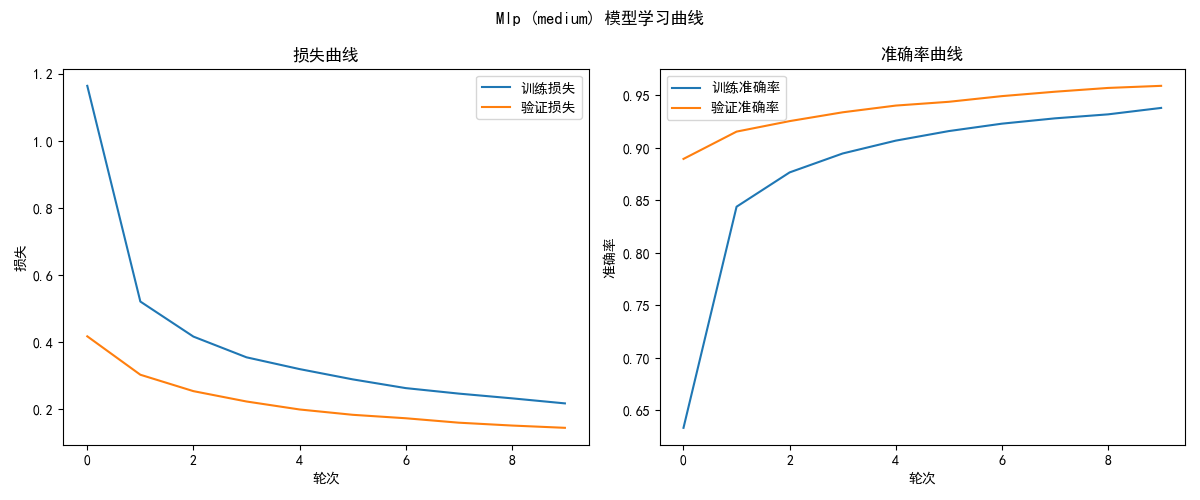 Mlp (medium) 模型学习曲线
损失曲线
1.2
1.0
0.8
0.6
0.4
0.2
损失
训练损失
验证损失
0 2 4 6 8
轮次
准确率曲线
0.95
0.90
0.85
0.80
0.75
0.70
0.65
准确率
训练准确率
验证准确率
0 2 4 6 8
轮次